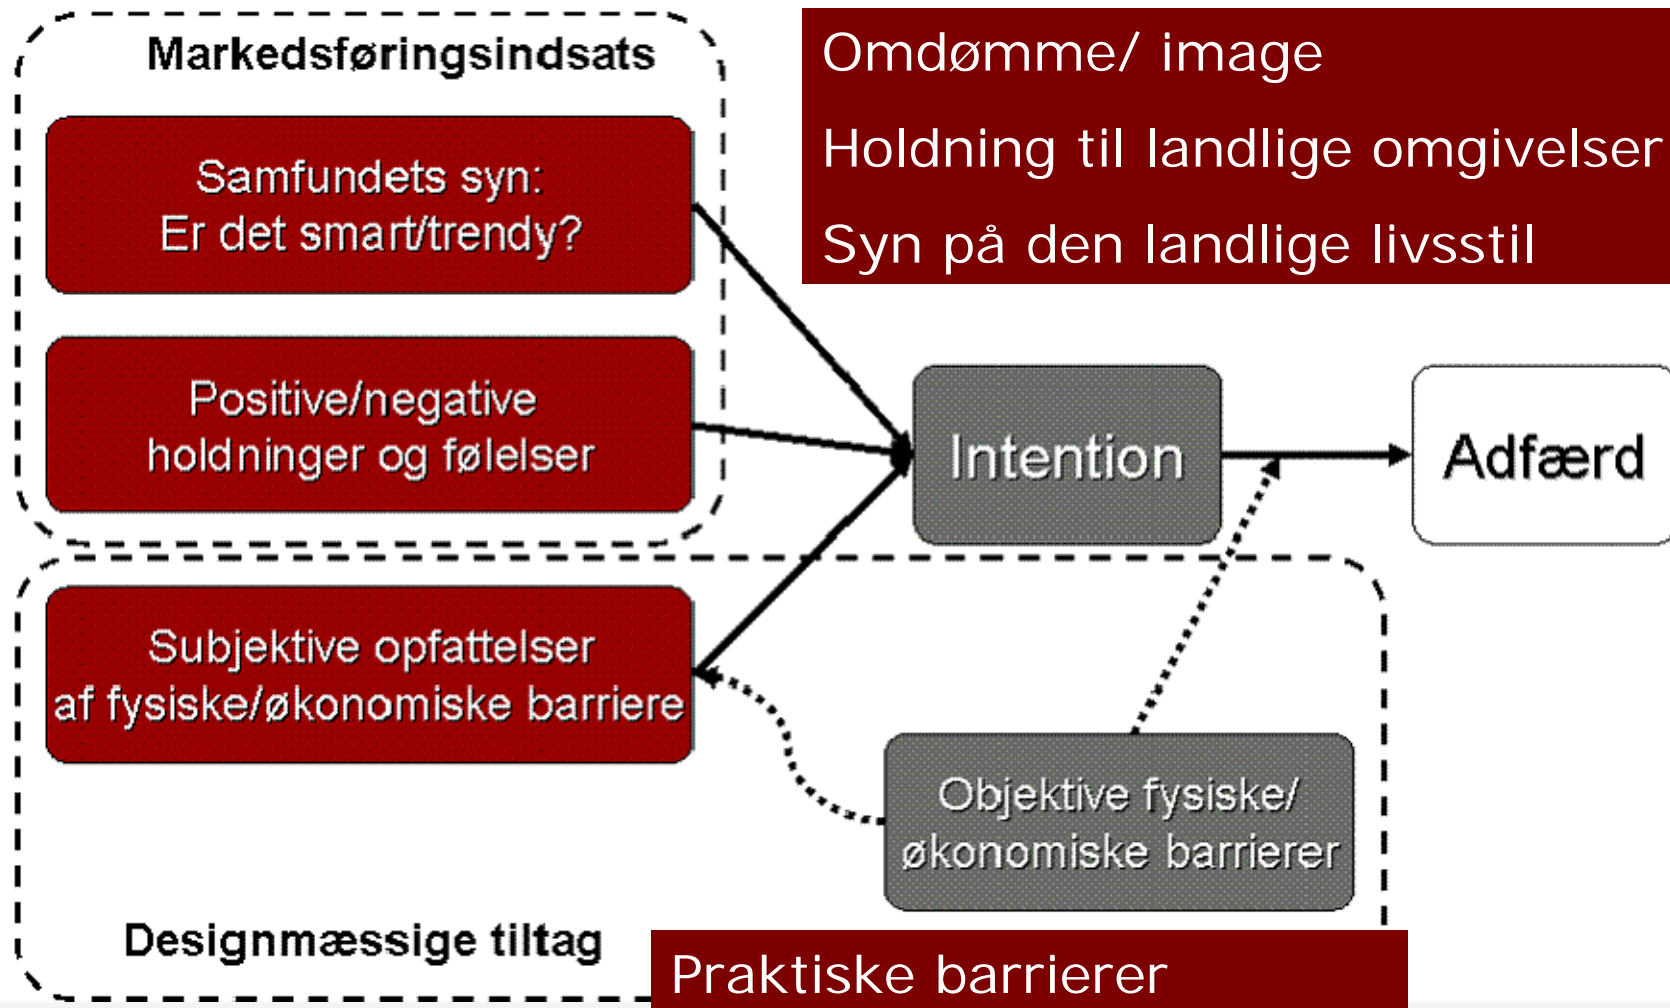 Markedsføringsindsats
Omdømme/ image
Holdning til landlige omgivelser
Syn på den landlige livsstil
Samfundets syn:
Er det smart/trendy?
Positive/negative
holdninger og følelser
Intention
Adfærd
Subjektive opfattelser
af fysiske/økonomiske barriere
Objektive fysiske/
økonomiske barrierer
Designmæssige tiltag
Praktiske barrierer